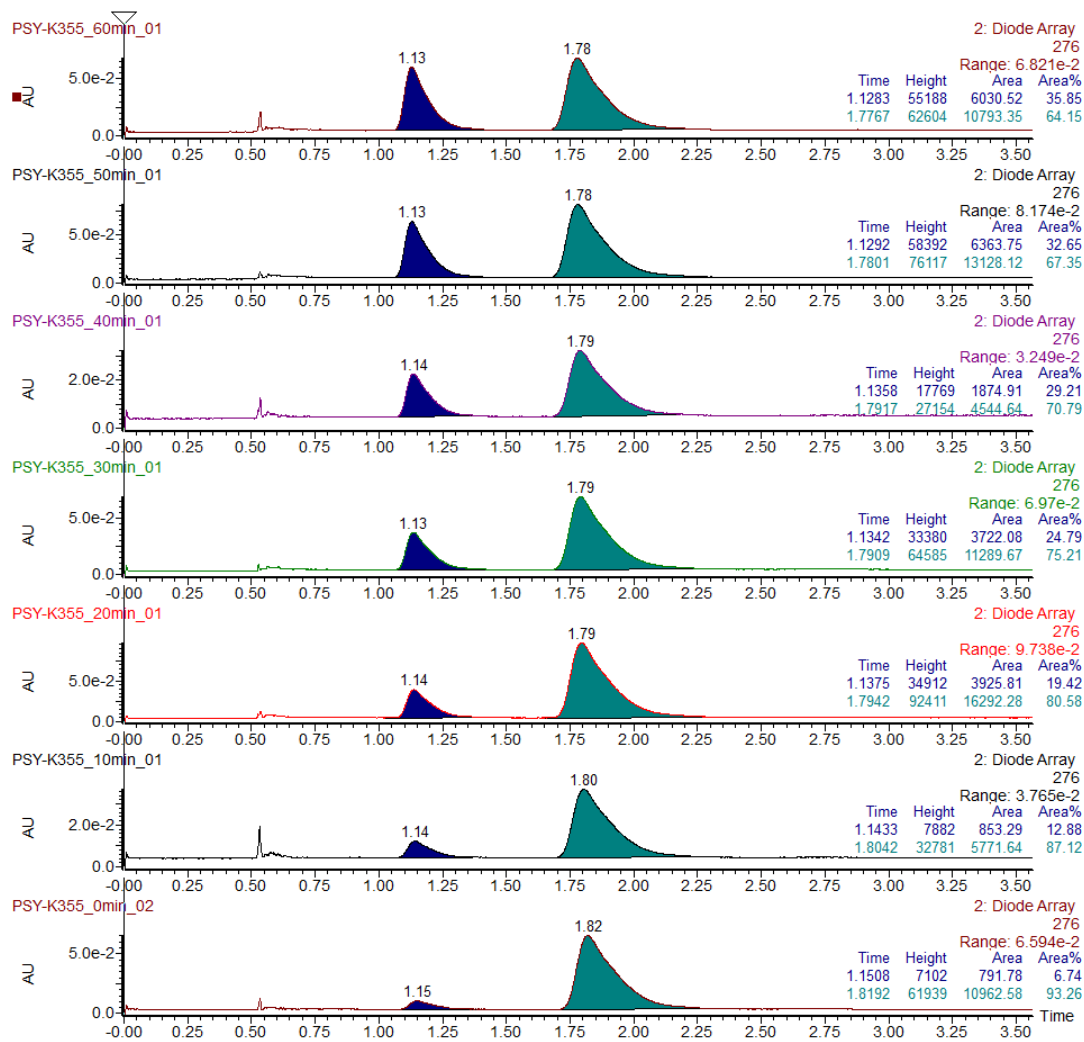 PSY-K355_60min_01 2: Diode Array
276
Range: 6.821e-2
Time Height Area Area%
1.1283 55188 6030.52 35.85
1.7767 62604 10793.35 64.15
1.13 1.78
AU
5.0e-2
0.0
-0.00 0.25 0.50 0.75 1.00 1.25 1.50 1.75 2.00 2.25 2.50 2.75 3.00 3.25 3.50
PSY-K355_50min_01 2: Diode Array
276
Range: 8.174e-2
Time Height Area Area%
1.1292 58392 6363.75 32.65
1.7801 76117 13128.12 67.35
1.13 1.78
AU
5.0e-2
0.0
-0.00 0.25 0.50 0.75 1.00 1.25 1.50 1.75 2.00 2.25 2.50 2.75 3.00 3.25 3.50
PSY-K355_40min_01 2: Diode Array
276
Range: 3.249e-2
Time Height Area Area%
1.1358 17769 1874.91 29.21
1.7917 27154 4544.64 70.79
1.14 1.79
AU
2.0e-2
0.0
-0.00 0.25 0.50 0.75 1.00 1.25 1.50 1.75 2.00 2.25 2.50 2.75 3.00 3.25 3.50
PSY-K355_30min_01 2: Diode Array
276
Range: 6.97e-2
Time Height Area Area%
1.1342 33380 3722.08 24.79
1.7909 64585 11289.67 75.21
1.13 1.79
AU
5.0e-2
0.0
-0.00 0.25 0.50 0.75 1.00 1.25 1.50 1.75 2.00 2.25 2.50 2.75 3.00 3.25 3.50
PSY-K355_20min_01 2: Diode Array
276
Range: 9.738e-2
Time Height Area Area%
1.1375 34912 3925.81 19.42
1.7942 92411 16292.28 80.58
1.14 1.79
AU
5.0e-2
0.0
-0.00 0.25 0.50 0.75 1.00 1.25 1.50 1.75 2.00 2.25 2.50 2.75 3.00 3.25 3.50
PSY-K355_10min_01 2: Diode Array
276
Range: 3.765e-2
Time Height Area Area%
1.1433 7882 853.29 12.88
1.8042 32781 5771.64 87.12
1.14 1.80
AU
2.0e-2
0.0
-0.00 0.25 0.50 0.75 1.00 1.25 1.50 1.75 2.00 2.25 2.50 2.75 3.00 3.25 3.50
PSY-K355_0min_02 2: Diode Array
276
Range: 6.594e-2
Time Height Area Area%
1.1508 7102 791.78 6.74
1.8192 61939 10962.58 93.26
1.15 1.82
AU
5.0e-2
0.0
Time
-0.00 0.25 0.50 0.75 1.00 1.25 1.50 1.75 2.00 2.25 2.50 2.75 3.00 3.25 3.50